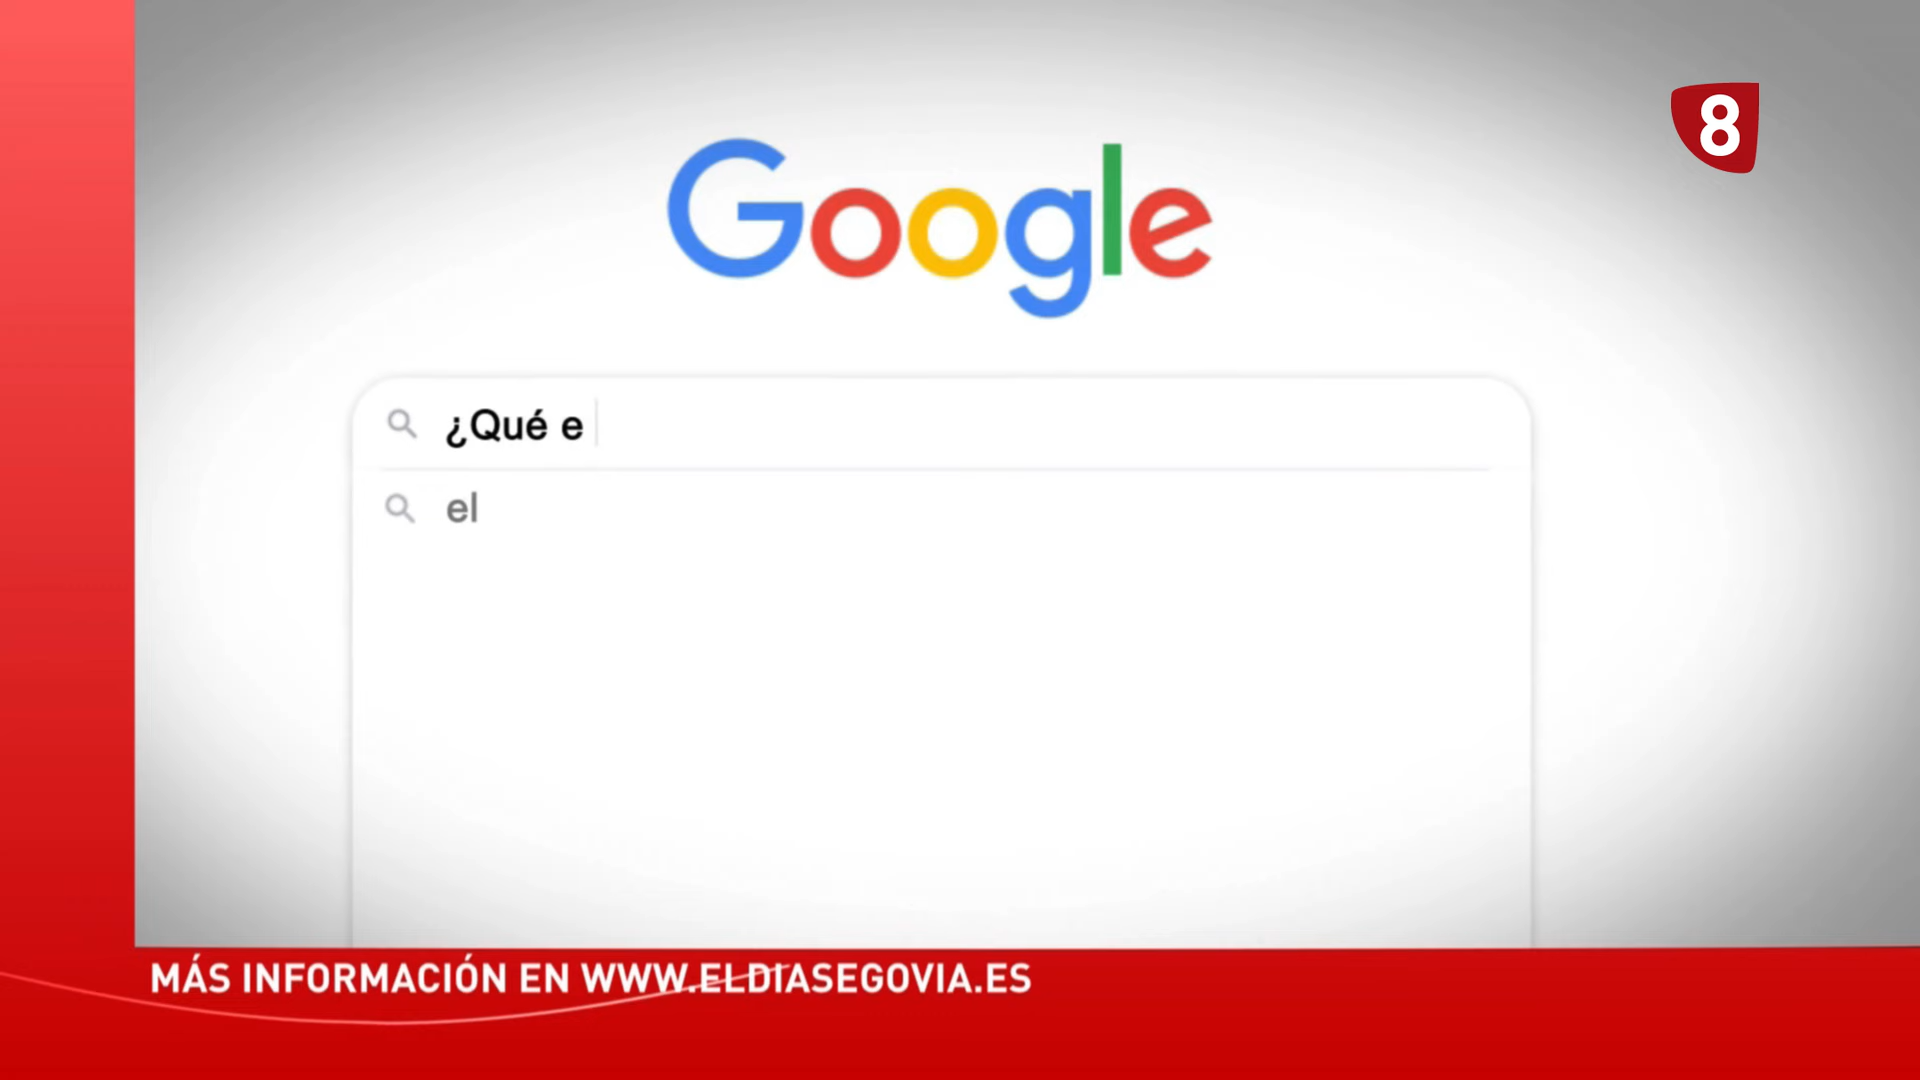 8
Google
¿Qué e
el
MÁS INFORMACIÓN EN WWW.ELDIASEGOVIA.ES